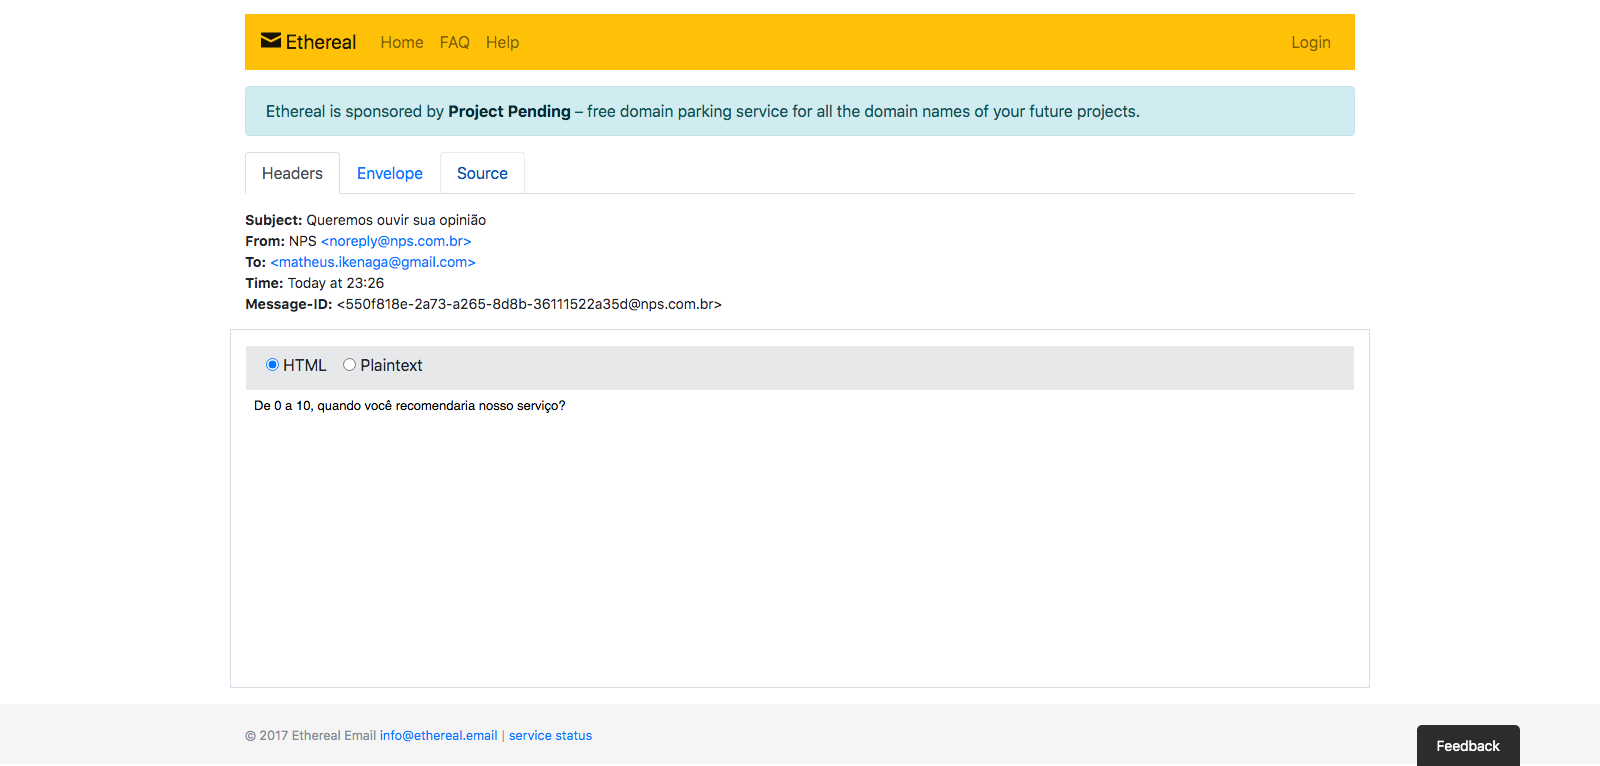 Ethereal Home FAQ Help Login
Ethereal is sponsored by Project Pending – free domain parking service for all the domain names of your future projects.
Headers Envelope Source
Subject: Queremos ouvir sua opinião
From: NPS <noreply@nps.com.br>
To: <matheus.ikenaga@gmail.com>
Time: Today at 23:26
Message-ID: <550f818e-2a73-a265-8d8b-36111522a35d@nps.com.br>
HTML Plaintext
De 0 a 10, quando você recomendaria nosso serviço?
© 2017 Ethereal Email info@ethereal.email | service status
Feedback